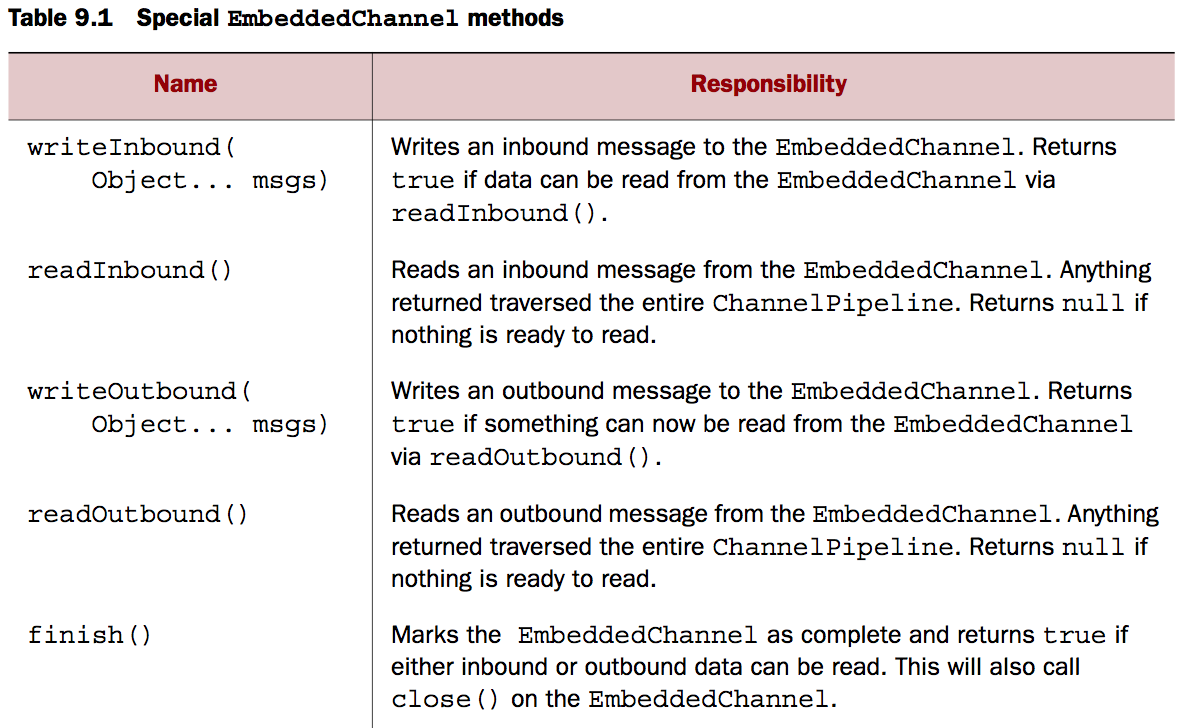 Table 9.1 Special EmbeddedChannel methods
Name
Responsibility
writeInbound(
Object... msgs)
Writes an inbound message to the EmbeddedChannel. Returns
true if data can be read from the EmbeddedChannel via
readInbound().
readInbound()
Reads an inbound message from the EmbeddedChannel. Anything
returned traversed the entire ChannelPipeline. Returns null if
nothing is ready to read.
writeOutbound(
Object... msgs)
Writes an outbound message to the EmbeddedChannel. Returns
true if something can now be read from the EmbeddedChannel
via readOutbound().
readOutbound()
Reads an outbound message from the EmbeddedChannel. Anything
returned traversed the entire ChannelPipeline. Returns null if
nothing is ready to read.
finish()
Marks the EmbeddedChannel as complete and returns true if
either inbound or outbound data can be read. This will also call
close() on the EmbeddedChannel.